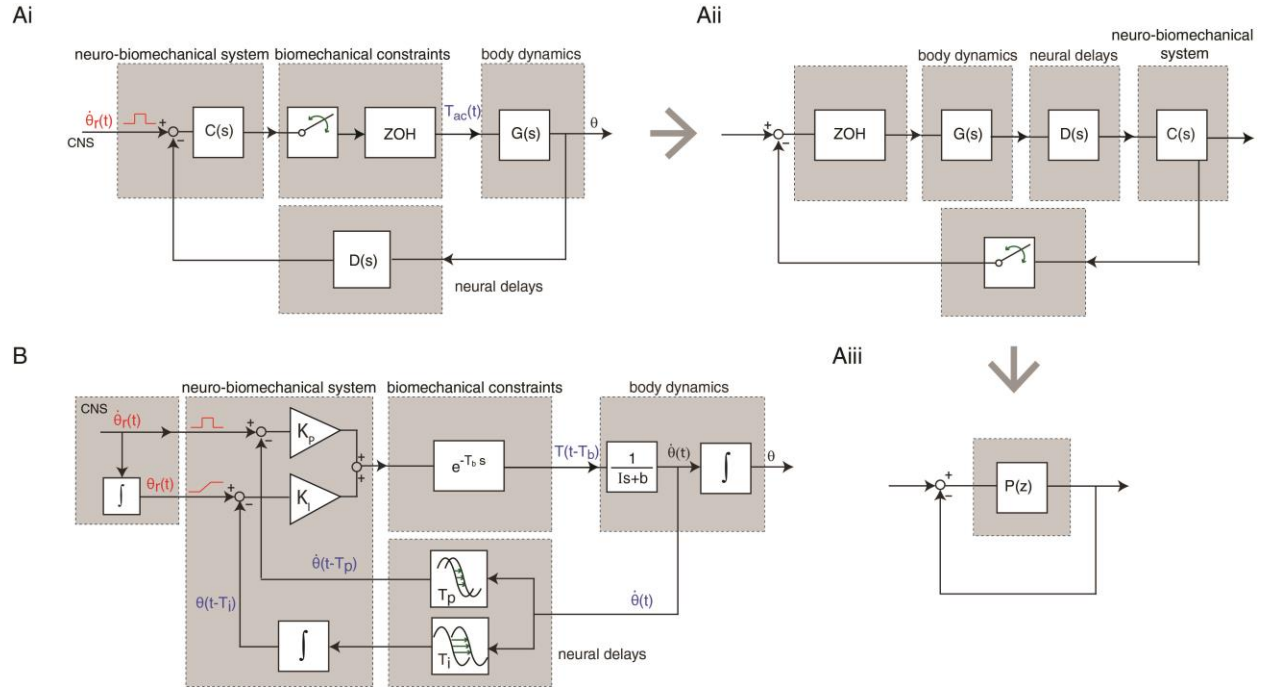 Ai
neuro-biomechanical system
biomechanical constraints
body dynamics
θ̇r(t)
CNS
+
−
C(s)
ZOH
Tac(t)
G(s)
θ
D(s)
neural delays
Aii
body dynamics
neural delays
neuro-biomechanical
system
+
−
ZOH
G(s)
D(s)
C(s)
B
neuro-biomechanical system
biomechanical constraints
body dynamics
CNS
θ̇r(t)
+
−
Kp
+
+
e-Tb s
T(t-Tb)
1
Is+b
θ̇(t)
∫
θ
∫
θr(t)
+
−
KI
θ̇(t-Tp)
Tp
θ̇(t)
θ(t-Ti)
∫
Ti
neural delays
Aiii
+
−
P(z)